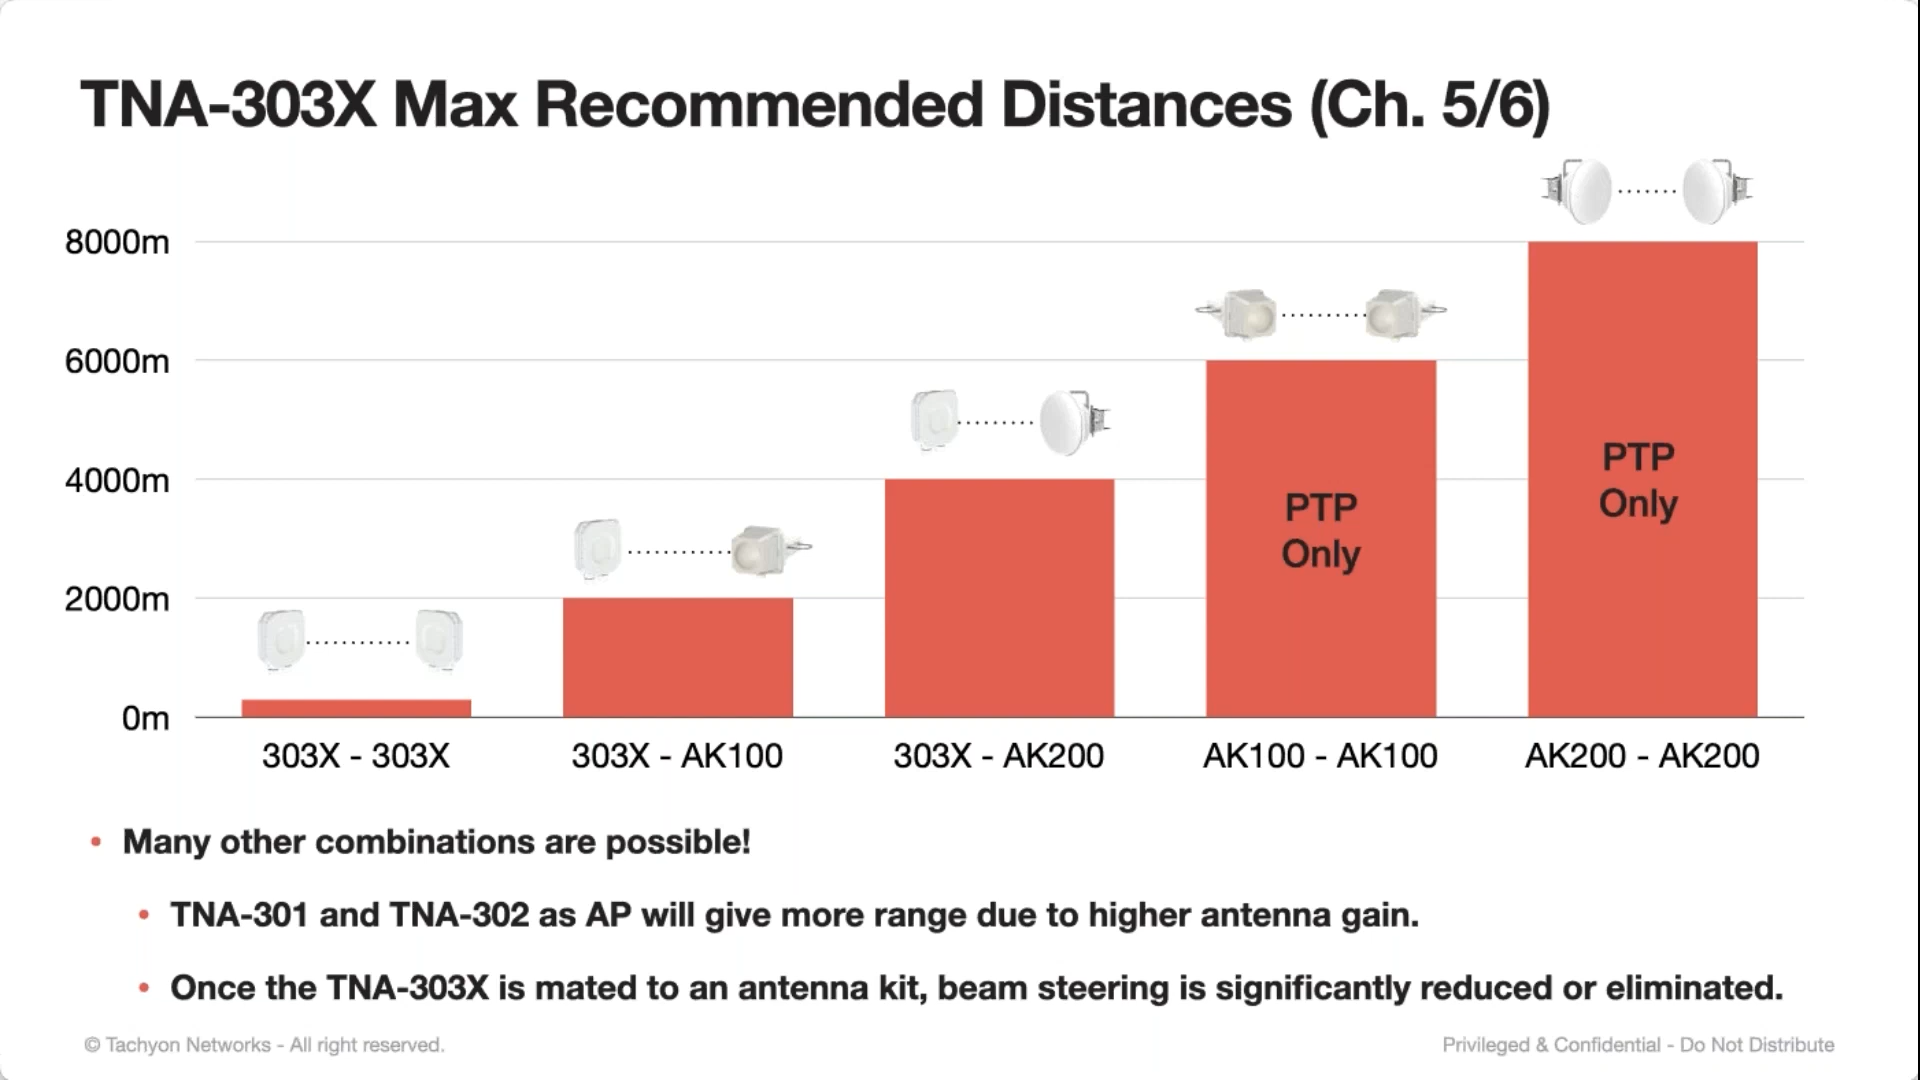 TNA-303X Max Recommended Distances (Ch. 5/6)
8000m
6000m
4000m
2000m
0m
PTP
Only
PTP
Only
303X - 303X
303X - AK100
303X - AK200
AK100 - AK100
AK200 - AK200
• Many other combinations are possible!
• TNA-301 and TNA-302 as AP will give more range due to higher antenna gain.
• Once the TNA-303X is mated to an antenna kit, beam steering is significantly reduced or eliminated.
© Tachyon Networks - All right reserved.
Privileged & Confidential - Do Not Distribute